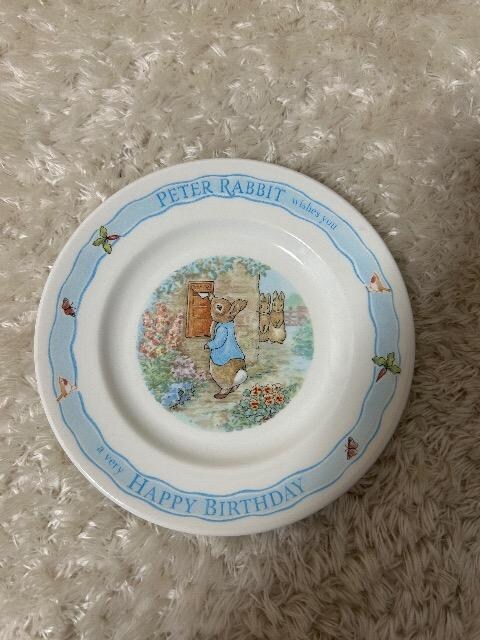 PETER RABBIT wishes you
a very HAPPY BIRTHDAY